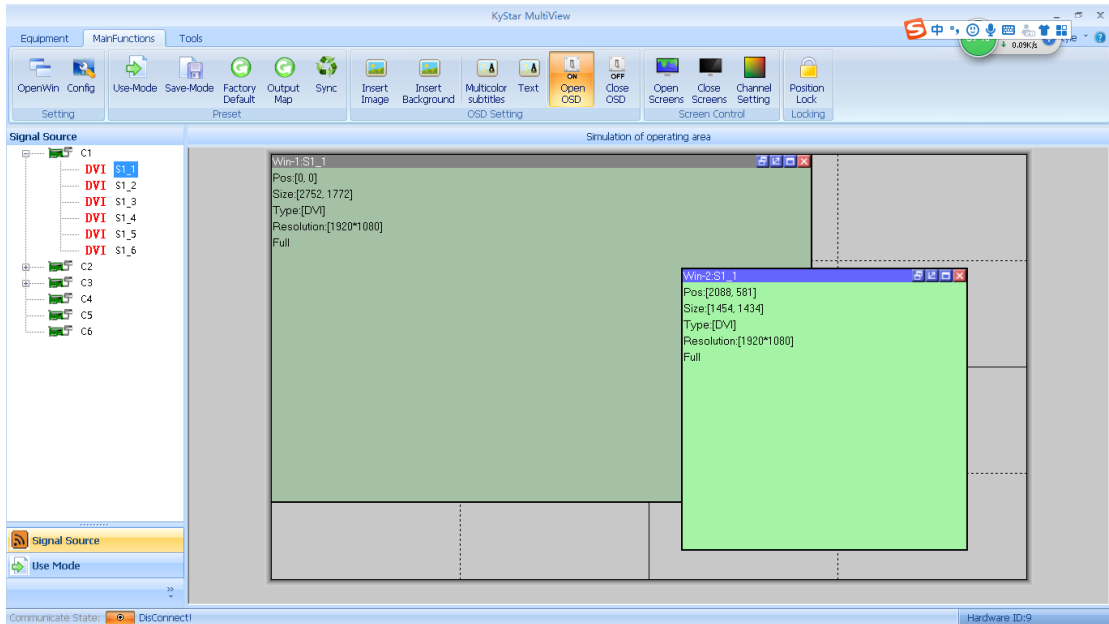 KyStar MultiView
Equipment MainFunctions Tools
中
0.09K/s
OpenWin Config Use-Mode Save-Mode Factory Default Output Map Sync Insert Image Insert Background Multicolor subtitles Text ON Open OSD OFF Close OSD Open Screens Close Screens Channel Setting Position Lock
Setting Preset OSD Setting Screen Control Locking
Signal Source Simulation of operating area
C1
DVI S1_1
DVI S1_2
DVI S1_3
DVI S1_4
DVI S1_5
DVI S1_6
C2
C3
C4
C5
C6
Win-1:S1_1
Pos:[0, 0]
Size:[2752, 1772]
Type:[DVI]
Resolution:[1920*1080]
Full
Win-2:S1_1
Pos:[2088, 581]
Size:[1454, 1434]
Type:[DVI]
Resolution:[1920*1080]
Full
Signal Source
Use Mode
Communicate State: DisConnect!
Hardware ID:9